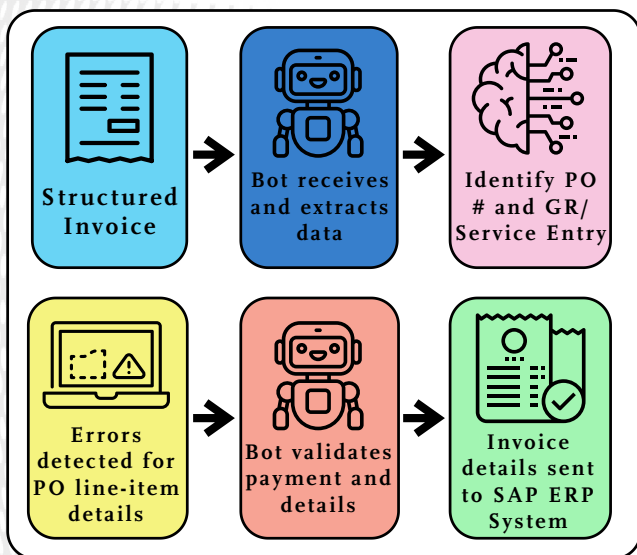 Structured
Invoice
Bot receives
and extracts
data
Identify PO
# and GR/
Service Entry
Errors
detected for
PO line-item
details
Bot validates
payment and
details
Invoice
details sent
to SAP ERP
System